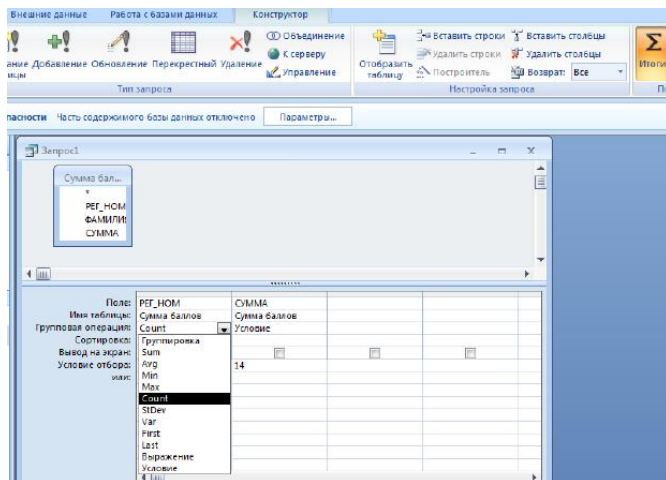 Внешние данные Работа с базами данных Конструктор
Добавление Обновление Перекрестный Удаление
Объединение
К серверу
Управление
Тип запроса
Отобразить таблицу
Вставить строки
Удалить строки
Построитель
Вставить столбцы
Удалить столбцы
Возврат: Все
Настройка запроса
Σ
Итоги
Часть содержимого базы данных отключено Параметры...
Запрос1
Сумма бал...
*
РЕГ_НОМ
ФАМИЛИЯ
СУММА
Поле: РЕГ_НОМ СУММА
Имя таблицы: Сумма баллов Сумма баллов
Групповая операция: Count Условие
Сортировка:
Вывод на экран:
Условие отбора: 14
или:
Группировка
Sum
Avg
Min
Max
Count
StDev
Var
First
Last
Выражение
Условие